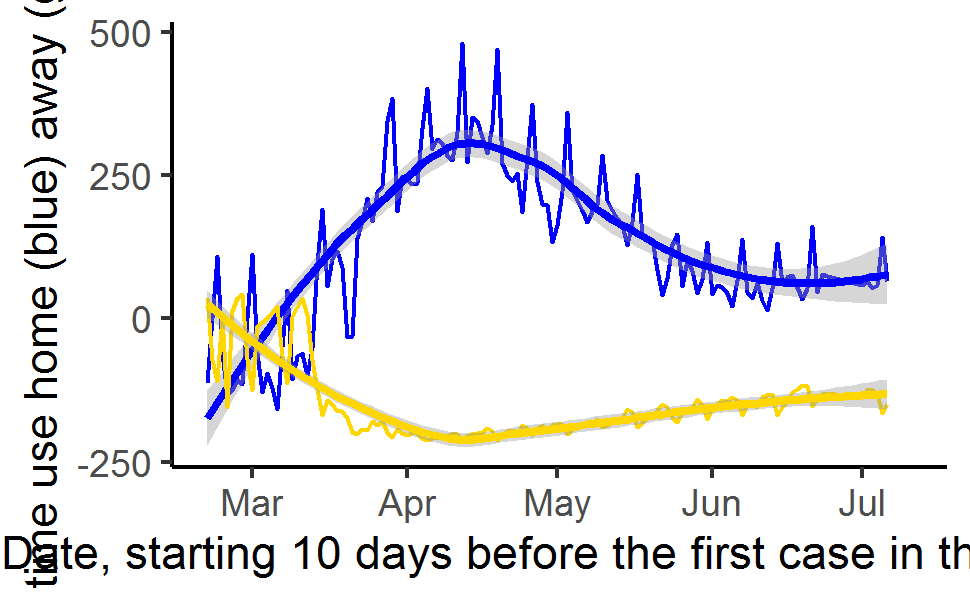 time use home (blue) away (
500
250
0
-250
Mar Apr May Jun Jul
Date, starting 10 days before the first case in th